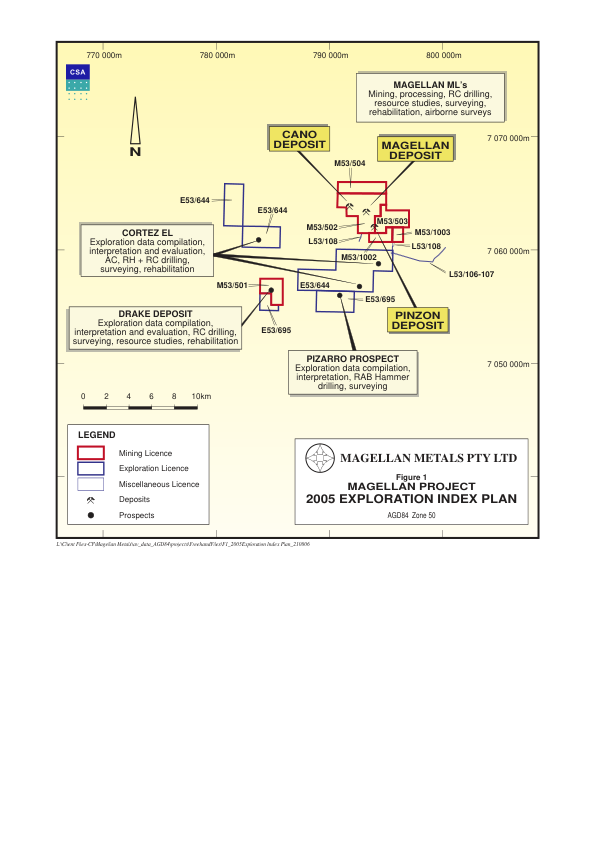 770 000m
780 000m
790 000m
800 000m
CSA
MAGELLAN ML's
Mining, processing, RC drilling,
resource studies, surveying,
rehabilitation, airborne surveys
N
CANO
DEPOSIT
MAGELLAN
DEPOSIT
7 070 000m
M53/504
E53/644
E53/644
M53/502
M53/503
L53/108
M53/1003
L53/108
M53/1002
L53/106-107
7 060 000m
CORTEZ EL
Exploration data compilation,
interpretation and evaluation,
AC, RH + RC drilling,
surveying, rehabilitation
M53/501
E53/644
E53/695
E53/695
DRAKE DEPOSIT
Exploration data compilation,
interpretation and evaluation, RC drilling,
surveying, resource studies, rehabilitation
PINZON
DEPOSIT
PIZARRO PROSPECT
Exploration data compilation,
interpretation, RAB Hammer
drilling, surveying
7 050 000m
0 2 4 6 8 10km
LEGEND
Mining Licence
Exploration Licence
Miscellaneous Licence
Deposits
Prospects
MAGELLAN METALS PTY LTD
Figure 1
MAGELLAN PROJECT
2005 EXPLORATION INDEX PLAN
AGD84 Zone 50